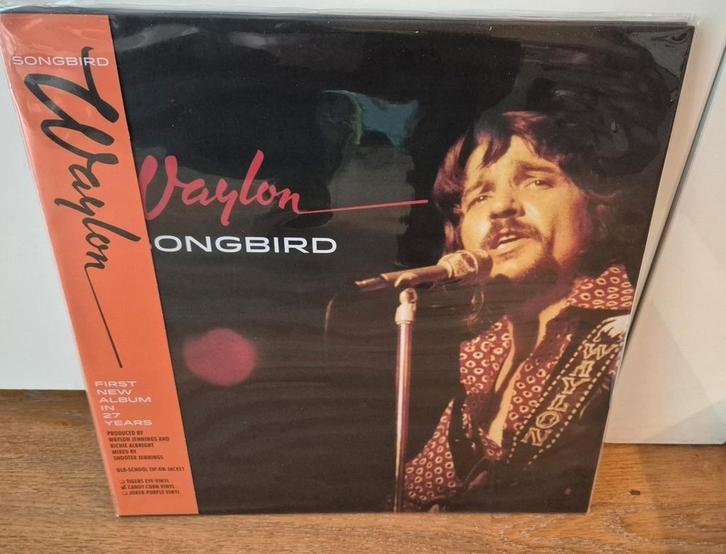 SONGBIRD
Waylon
FIRST
NEW
ALBUM
IN
27
YEARS
PRODUCED BY
WAYLON JENNINGS AND
RICHIE ALBRIGHT
MIXED BY
SHOOTER JENNINGS
OLD-SCHOOL TIP-ON JACKET
TIGERS EYE VINYL
CANDY CORN VINYL
JOKER PURPLE VINYL
Waylon
SONGBIRD
WAYLON